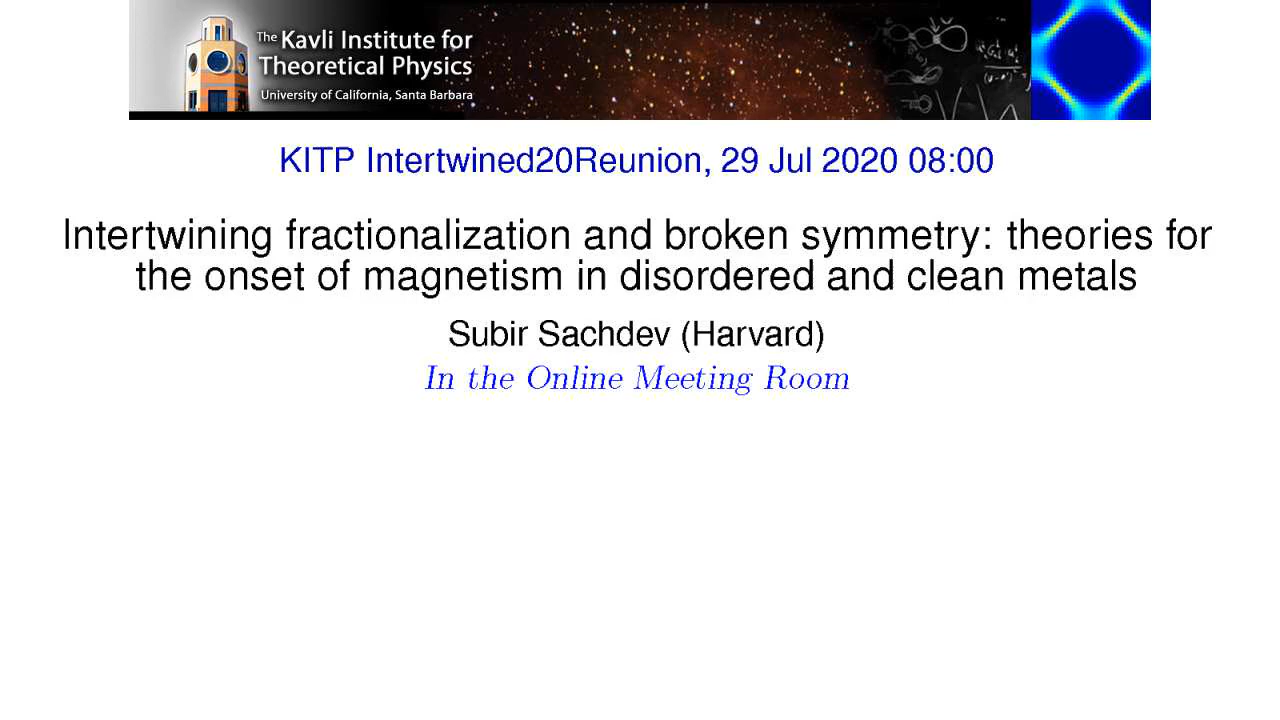 The Kavli Institute for
Theoretical Physics
University of California, Santa Barbara
KITP Intertwined20Reunion, 29 Jul 2020 08:00
Intertwining fractionalization and broken symmetry: theories for
the onset of magnetism in disordered and clean metals
Subir Sachdev (Harvard)
In the Online Meeting Room